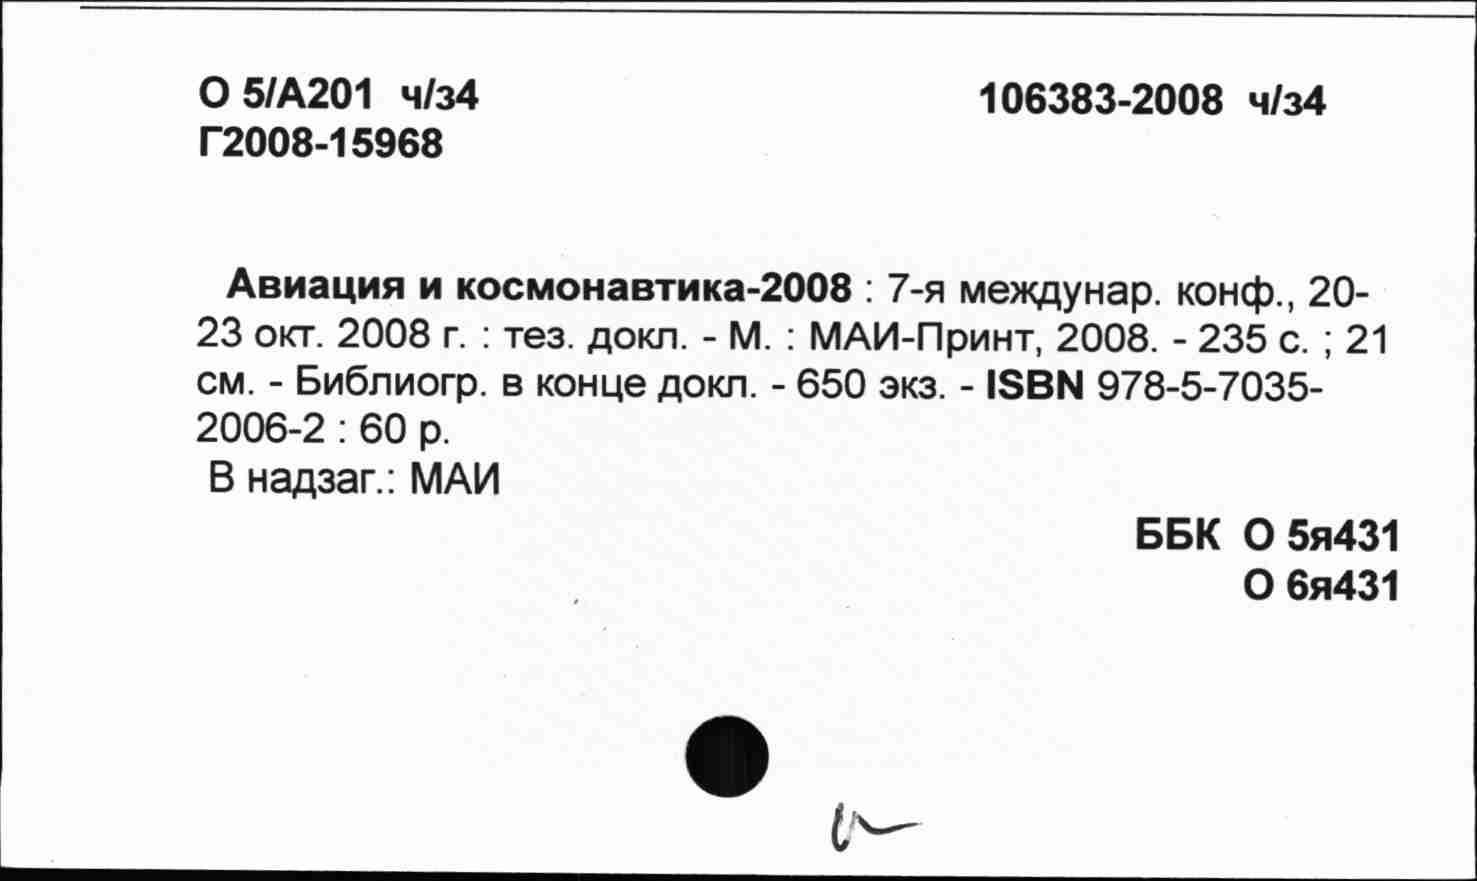 О 5/А201 ч/з4 106383-2008 ч/з4
Г2008-15968
Авиация и космонавтика-2008 : 7-я междунар. конф., 20-
23 окт. 2008 г. : тез. докл. - М. : МАИ-Принт, 2008. - 235 с. ; 21
см. - Библиогр. в конце докл. - 650 экз. - ISBN 978-5-7035-
2006-2 : 60 р.
В надзаг.: МАИ
ББК О 5я431
О 6я431